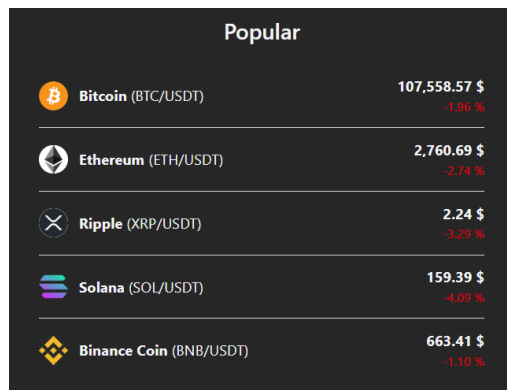 Popular
Bitcoin (BTC/USDT)
107,558.57 $
-1.96 %
Ethereum (ETH/USDT)
2,760.69 $
-2.74 %
Ripple (XRP/USDT)
2.24 $
-3.29 %
Solana (SOL/USDT)
159.39 $
-4.09 %
Binance Coin (BNB/USDT)
663.41 $
-1.10 %